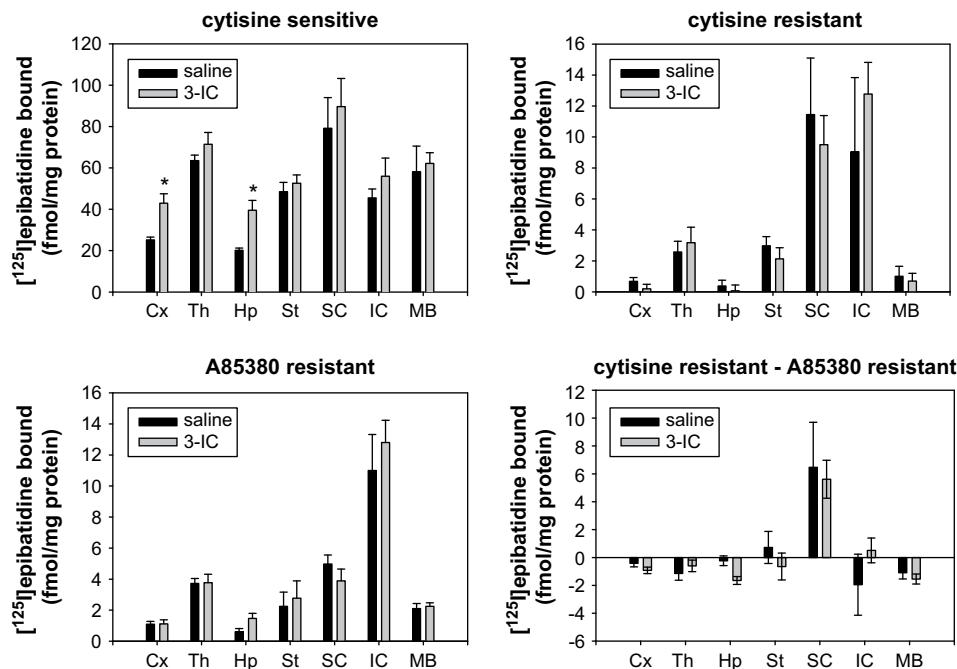 cytisine sensitive
[¹²⁵I]epibatidine bound
(fmol/mg protein)
120
100
80
60
40
20
0
saline
3-IC
*
*
Cx Th Hp St SC IC MB
cytisine resistant
[¹²⁵I]epibatidine bound
(fmol/mg protein)
16
14
12
10
8
6
4
2
0
saline
3-IC
Cx Th Hp St SC IC MB
A85380 resistant
[¹²⁵I]epibatidine bound
(fmol/mg protein)
16
14
12
10
8
6
4
2
0
saline
3-IC
Cx Th Hp St SC IC MB
cytisine resistant - A85380 resistant
[¹²⁵I]epibatidine bound
(fmol/mg protein)
12
10
8
6
4
2
0
-2
-4
-6
saline
3-IC
Cx Th Hp St SC IC MB